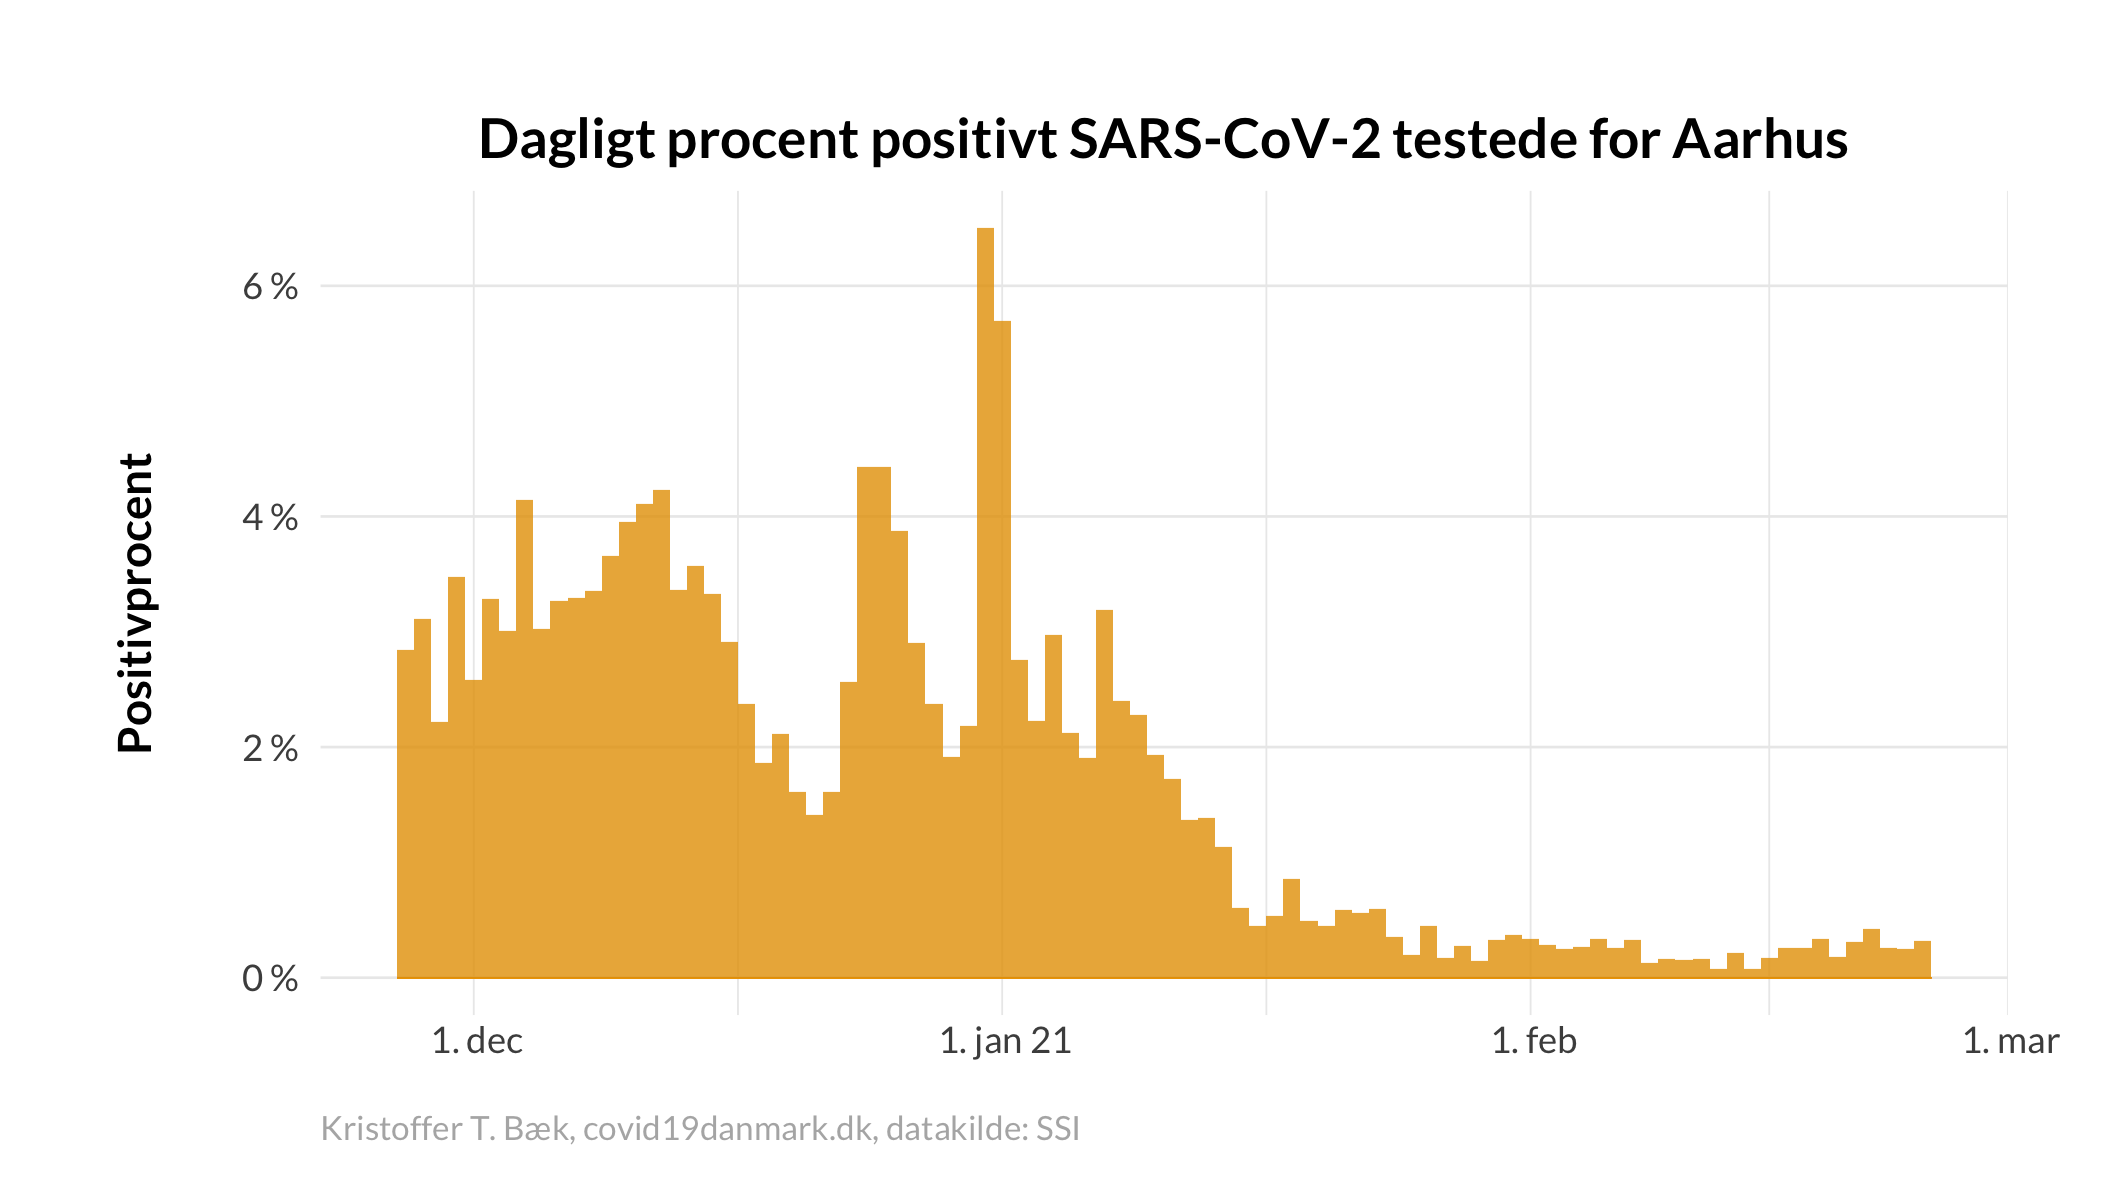 Dagligt procent positivt SARS-CoV-2 testede for Aarhus
Positivprocent
6 %
4 %
2 %
0 %
1. dec
1. jan 21
1. feb
1. mar
Kristoffer T. Bæk, covid19danmark.dk, datakilde: SSI